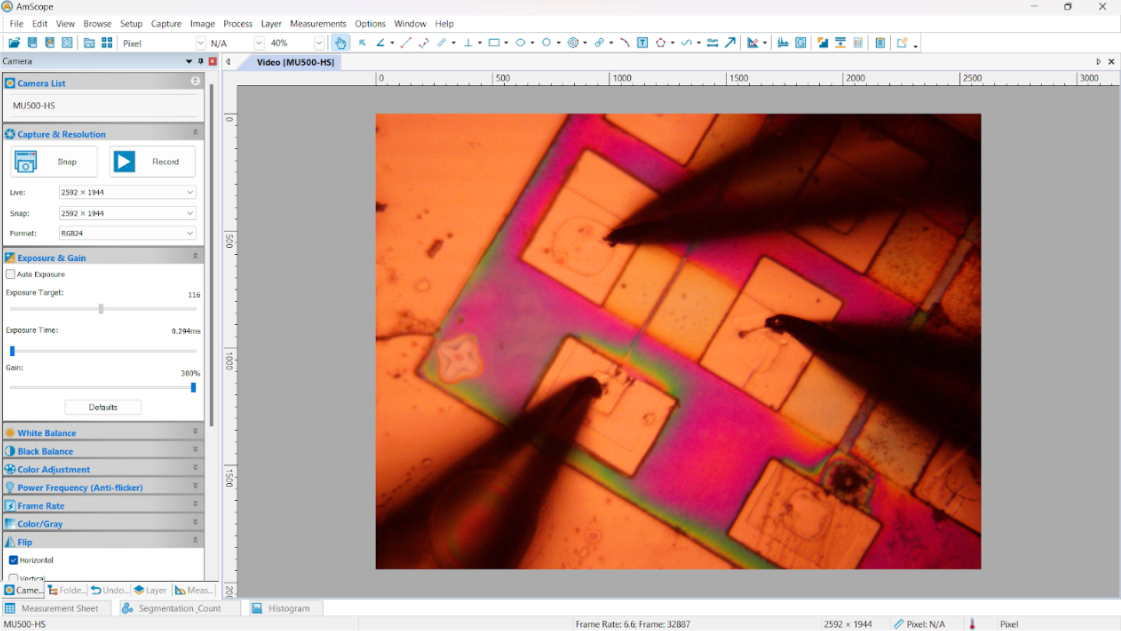 AmScope
File Edit View Browse Setup Capture Image Process Layer Measurements Options Window Help
Pixel N/A 40%
Camera
Video [MU500-HS]
0 500 1000 1500 2000 2500 3000
Camera List
MU500-HS
Capture & Resolution
Snap Record
Live: 2592 × 1944
Snap: 2592 × 1944
Format: RGB24
Exposure & Gain
Auto Exposure
Exposure Target: 116
Exposure Time: 0.294ms
Gain: 300%
Defaults
White Balance
Black Balance
Color Adjustment
Power Frequency (Anti-flicker)
Frame Rate
Color/Gray
Flip
Horizontal
Vertical
0
500
1000
1500
Came... Folde... Undo... Layer Meas...
Measurement Sheet Segmentation_Count Histogram
MU500-HS Frame Rate: 6.6; Frame: 32887 2592 × 1944 Pixel: N/A Pixel